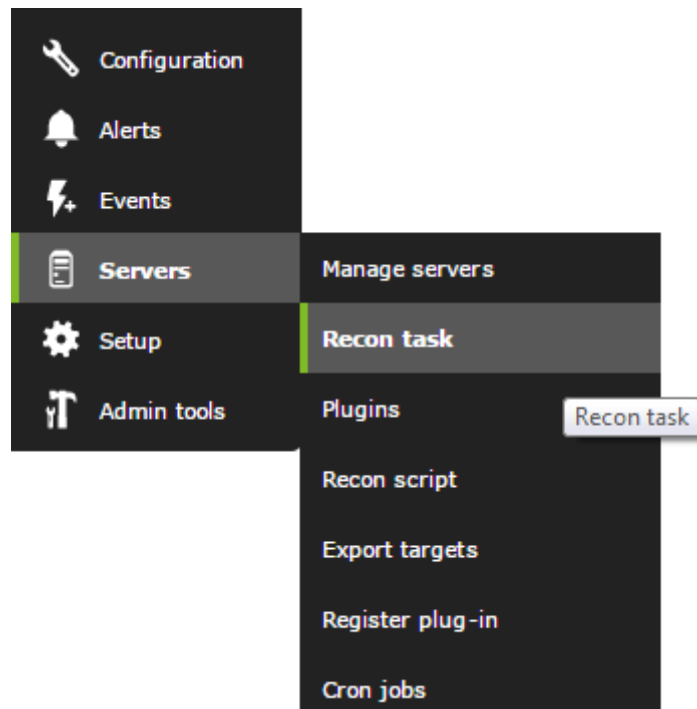 Configuration
Alerts
Events
Servers
Setup
Admin tools
Manage servers
Recon task
Plugins
Recon task
Recon script
Export targets
Register plug-in
Cron jobs